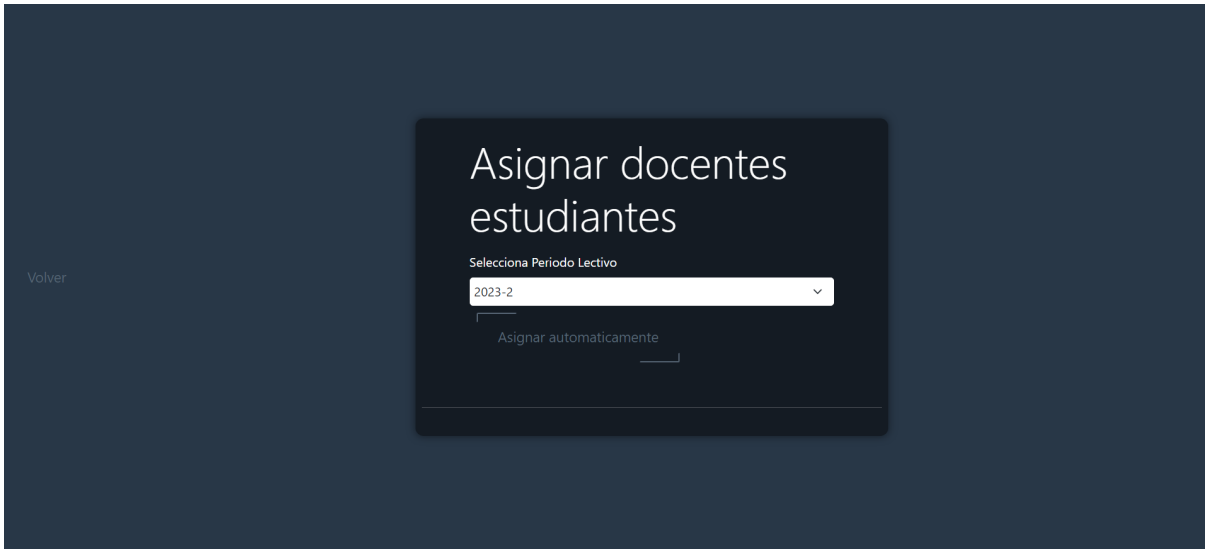 Asignar docentes
estudiantes
Selecciona Periodo Lectivo
Volver
2023-2
Asignar automaticamente